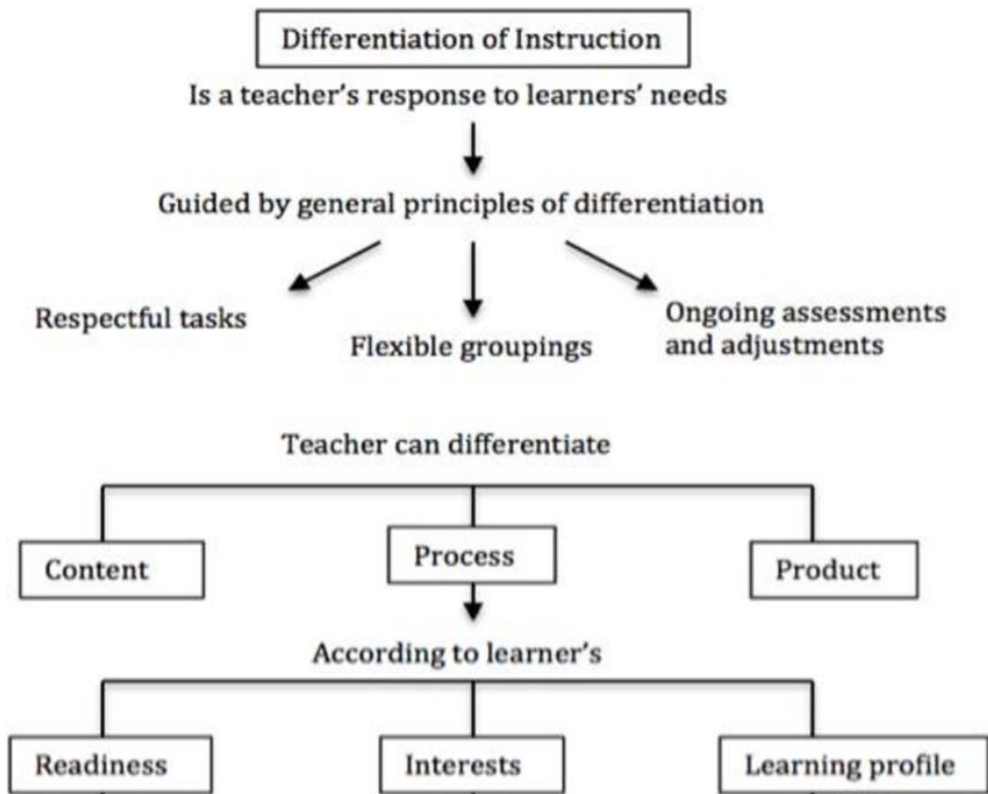 Differentiation of Instruction
Is a teacher's response to learners' needs
Guided by general principles of differentiation
Respectful tasks
Flexible groupings
Ongoing assessments
and adjustments
Teacher can differentiate
Content
Process
Product
According to learner's
Readiness
Interests
Learning profile